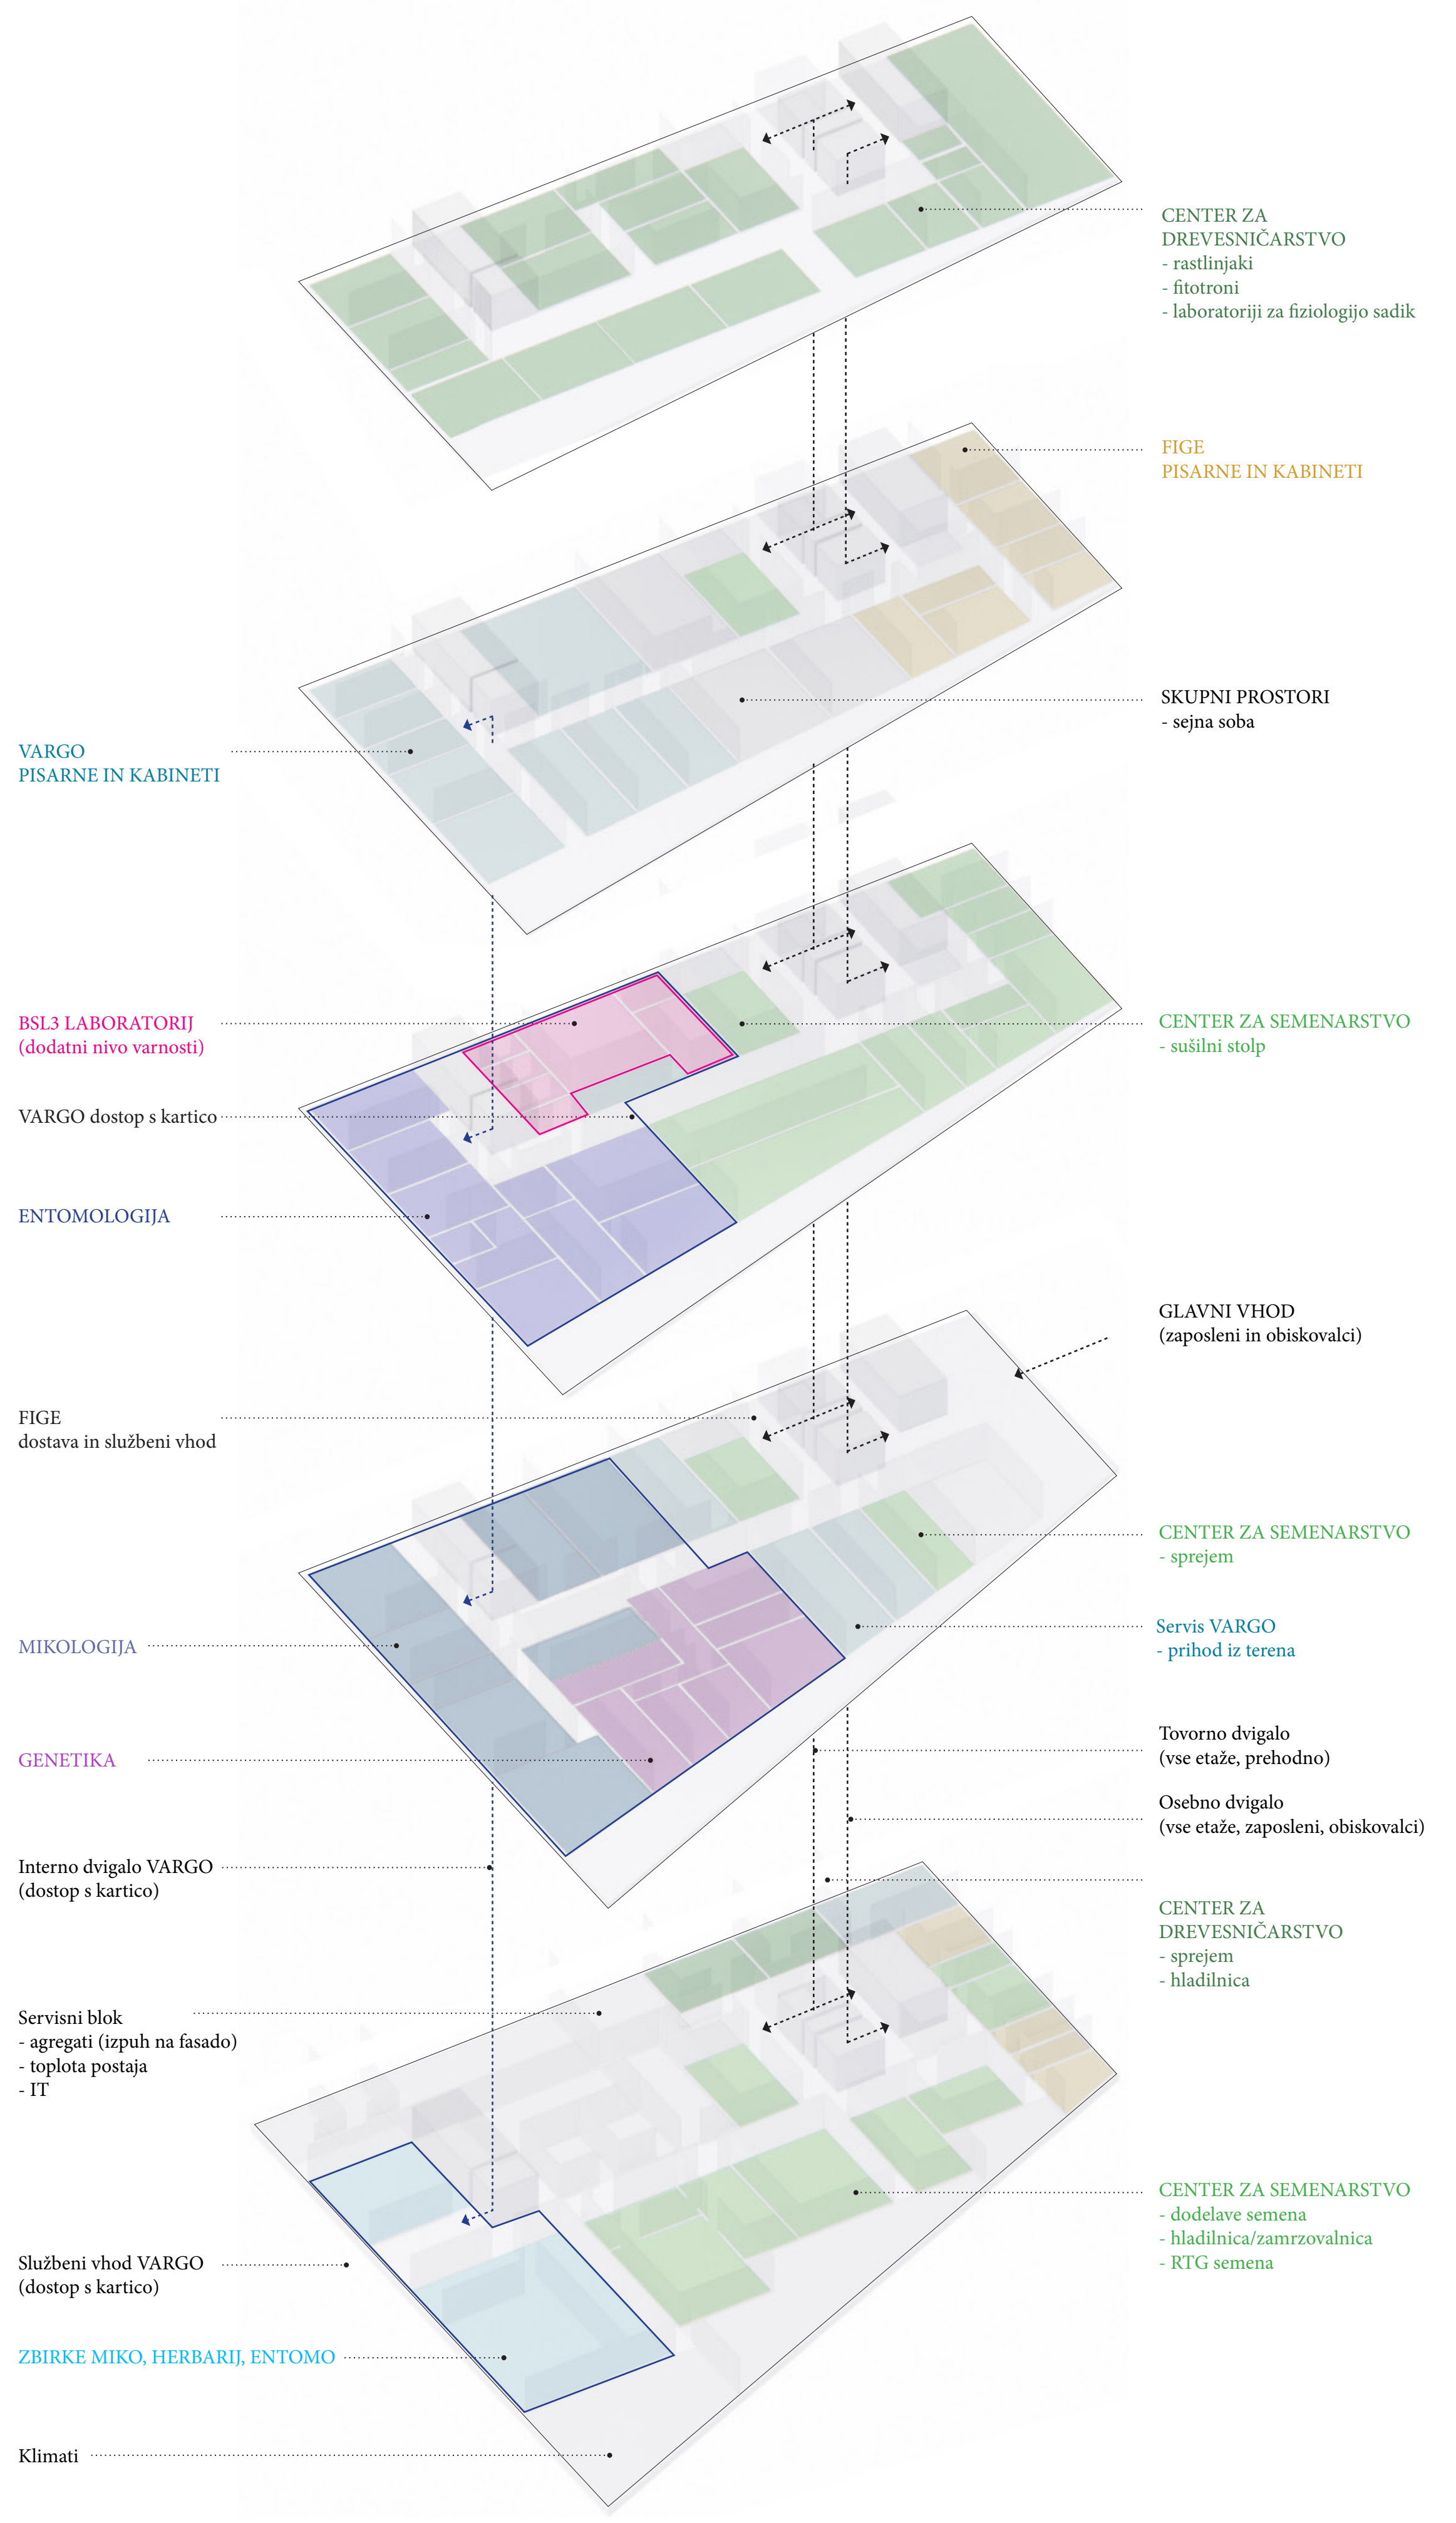 CENTER ZA
DREVESNIČARSTVO
- rastlinjaki
- fitotroni
- laboratoriji za fiziologijo sadik
FIGE
PISARNE IN KABINETI
SKUPNI PROSTORI
- sejna soba
VARGO
PISARNE IN KABINETI
BSL3 LABORATORIJ
(dodatni nivo varnosti)
CENTER ZA SEMENARSTVO
- sušilni stolp
VARGO dostop s kartico
ENTOMOLOGIJA
GLAVNI VHOD
(zaposleni in obiskovalci)
FIGE
dostava in službeni vhod
CENTER ZA SEMENARSTVO
- sprejem
MIKOLOGIJA
Servis VARGO
- prihod iz terena
GENETIKA
Tovorno dvigalo
(vse etaže, prehodno)
Osebno dvigalo
(vse etaže, zaposleni, obiskovalci)
Interno dvigalo VARGO
(dostop s kartico)
CENTER ZA
DREVESNIČARSTVO
- sprejem
- hladilnica
Servisni blok
- agregati (izpuh na fasado)
- toplota postaja
- IT
CENTER ZA SEMENARSTVO
- dodelave semena
- hladilnica/zamrzovalnica
- RTG semena
Službeni vhod VARGO
(dostop s kartico)
ZBIRKE MIKO, HERBARIJ, ENTOMO
Klimati